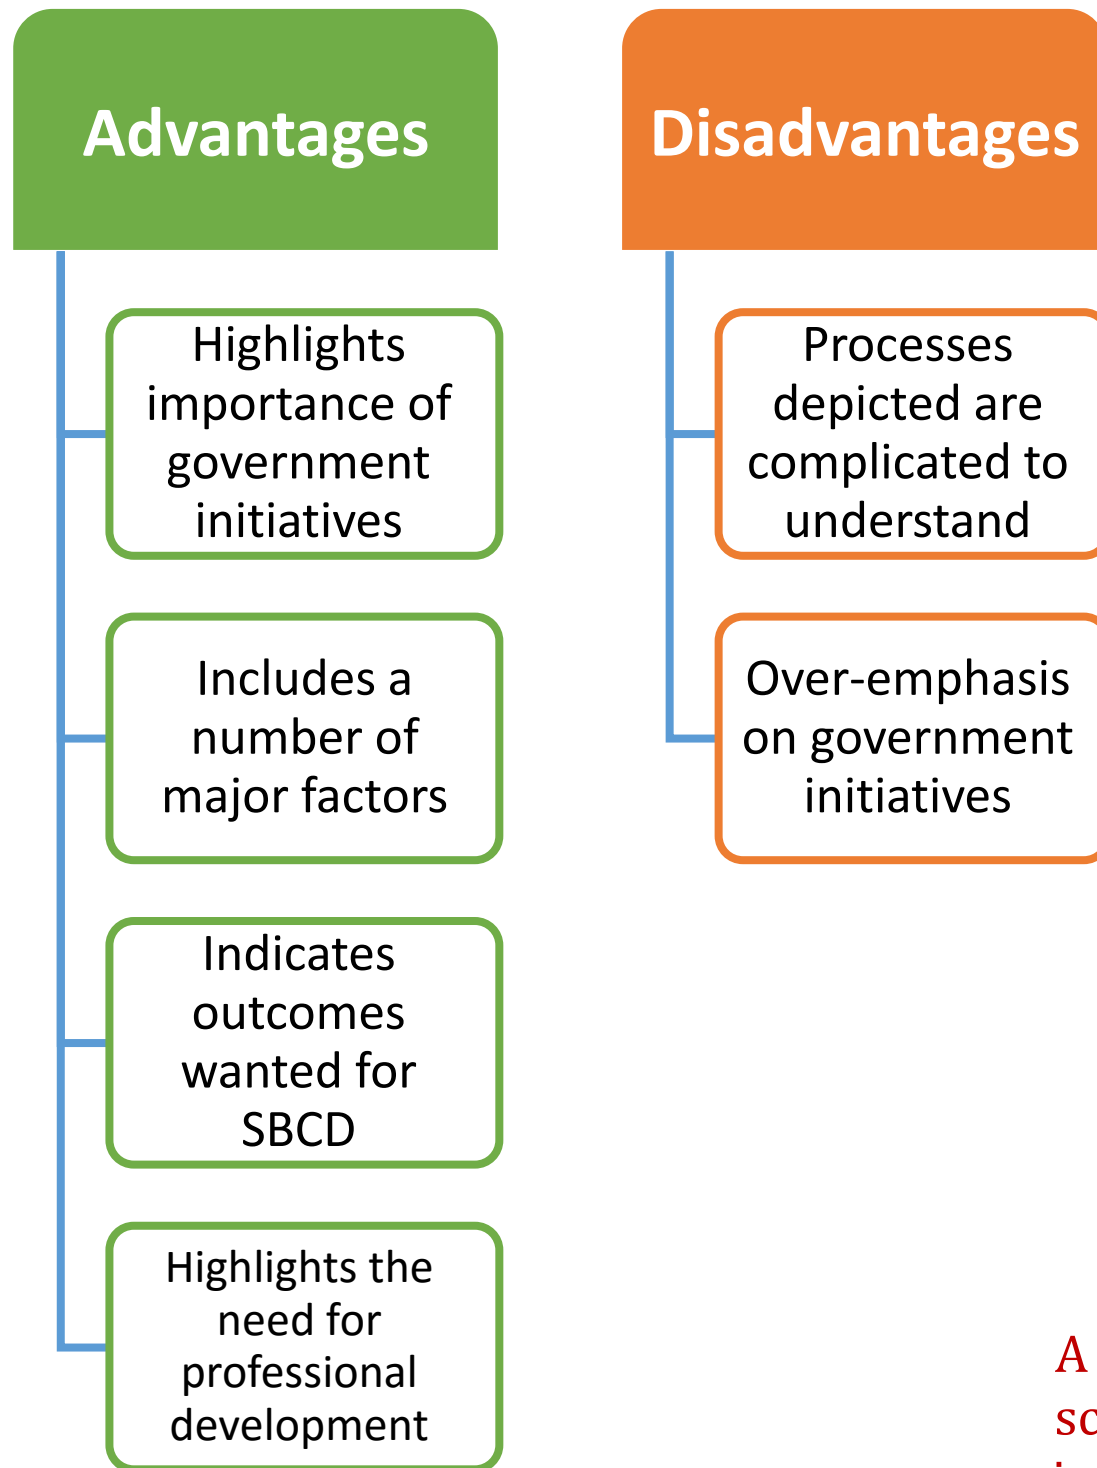 Advantages
Highlights
importance of
government
initiatives
Includes a
number of
major factors
Indicates
outcomes
wanted for
SBCD
Highlights the
need for
professional
development
Disadvantages
Processes
depicted are
complicated to
understand
Over-emphasis
on government
initiatives
A